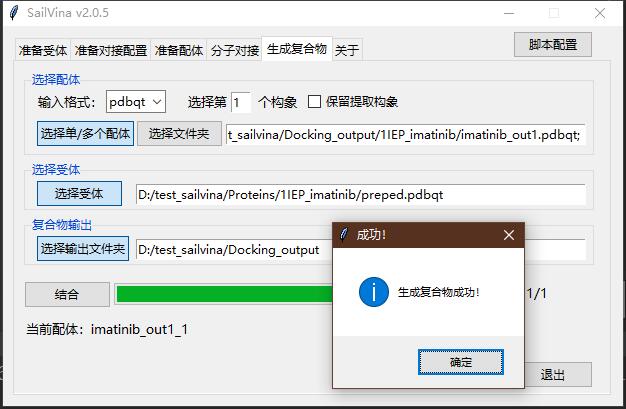 SailVina v2.0.5
脚本配置
准备受体 准备对接配置 准备配体 分子对接 生成复合物 关于
选择配体
输入格式： pdbqt 选择第 1 个构象 保留提取构象
选择单/多个配体 选择文件夹 t_sailvina/Docking_output/1IEP_imatinib/imatinib_out1.pdbqt;
选择受体
选择受体 D:/test_sailvina/Proteins/1IEP_imatinib/preped.pdbqt
复合物输出
选择输出文件夹 D:/test_sailvina/Docking_output
成功！
生成复合物成功！
确定
结合 1/1
当前配体：imatinib_out1_1
退出